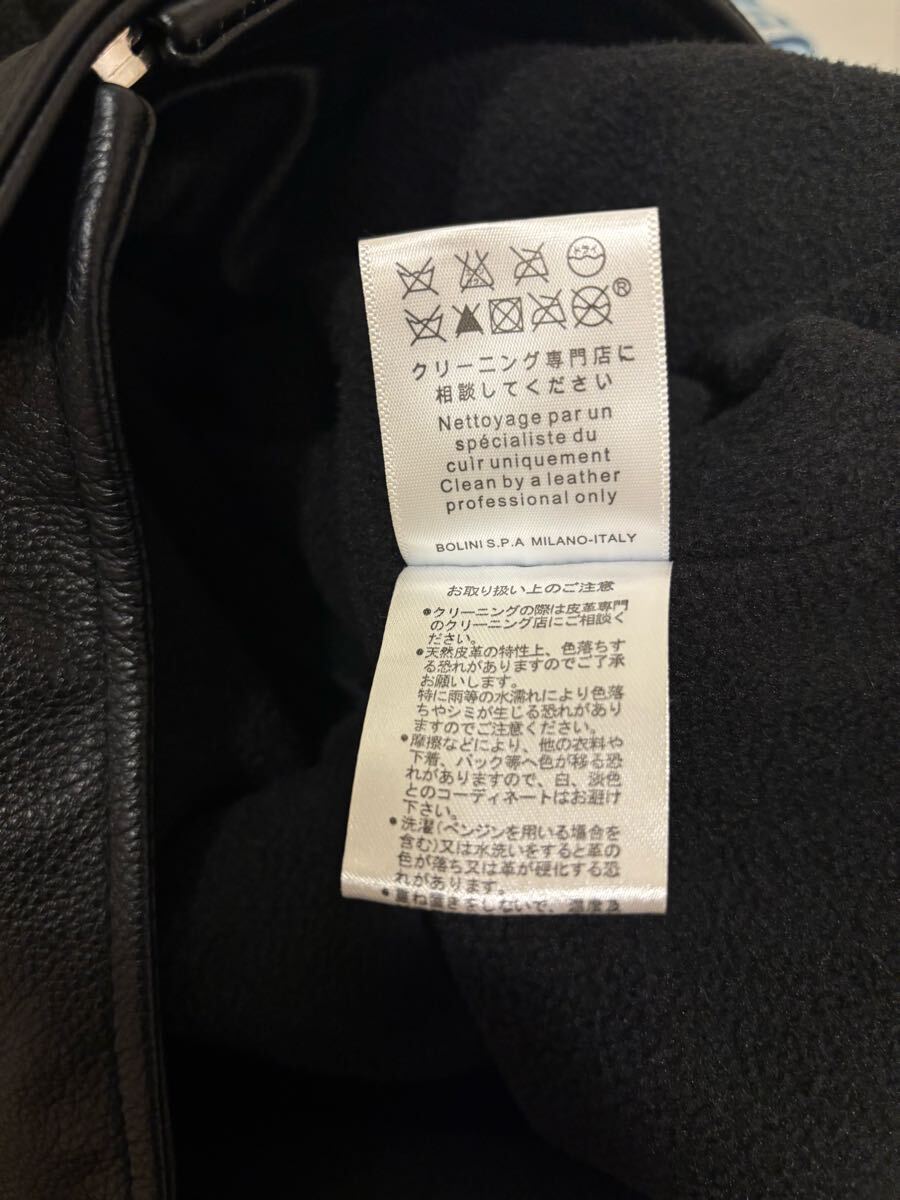 ドライ
®
クリーニング専門店に
相談してください
Nettoyage par un
spécialiste du
cuir uniquement
Clean by a leather
professional only
BOLINI S.P.A MILANO-ITALY
お取り扱い上のご注意
●クリーニングの際は皮革専門
のクリーニング店にご相談く
ださい。
●天然皮革の特性上、色落ちす
る恐れがありますのでご了承
お願いします。
特に雨等の水濡れにより色落
ちやシミが生じる恐れがあり
ますのでご注意ください。
●摩擦などにより、他の衣料や
下着、バック等へ色が移る恐
れがありますので、白、淡色
とのコーディネートはお避け
下さい。
●洗濯(ベンジンを用いる場合を
含む)又は水洗いをすると革の
色が落ち又は革が硬化する恐
れがあります。
●重ね置きをしないで、温度及